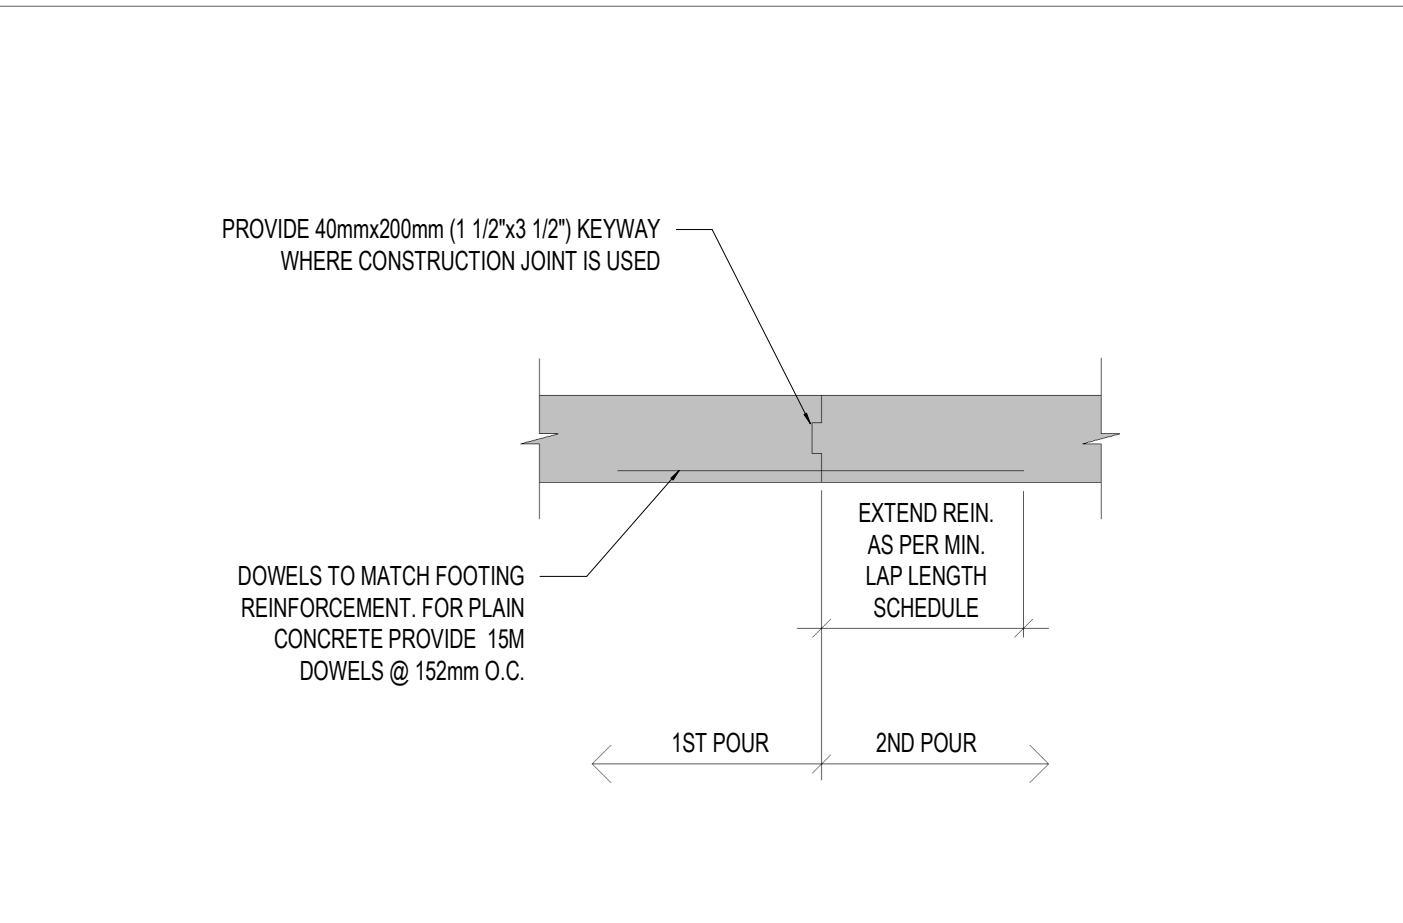 PROVIDE 40mmx200mm (1 1/2"x3 1/2") KEYWAY
WHERE CONSTRUCTION JOINT IS USED
EXTEND REIN.
AS PER MIN.
LAP LENGTH
SCHEDULE
DOWELS TO MATCH FOOTING
REINFORCEMENT. FOR PLAIN
CONCRETE PROVIDE 15M
DOWELS @ 152mm O.C.
1ST POUR
2ND POUR